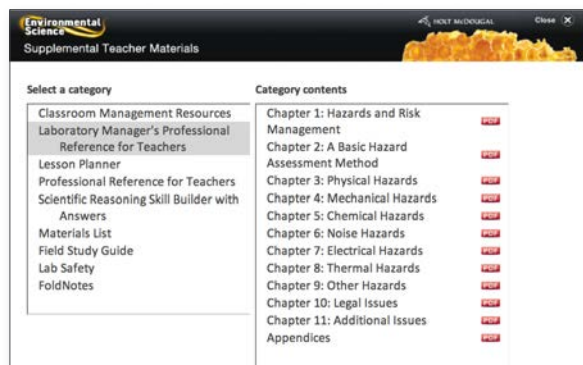 Environmental
Science
HOLT McDOUGAL
Close X
Supplemental Teacher Materials
Select a category
Classroom Management Resources
Laboratory Manager's Professional
Reference for Teachers
Lesson Planner
Professional Reference for Teachers
Scientific Reasoning Skill Builder with
Answers
Materials List
Field Study Guide
Lab Safety
FoldNotes
Category contents
Chapter 1: Hazards and Risk
Management
PDF
Chapter 2: A Basic Hazard
Assessment Method
PDF
Chapter 3: Physical Hazards
PDF
Chapter 4: Mechanical Hazards
PDF
Chapter 5: Chemical Hazards
PDF
Chapter 6: Noise Hazards
PDF
Chapter 7: Electrical Hazards
PDF
Chapter 8: Thermal Hazards
PDF
Chapter 9: Other Hazards
PDF
Chapter 10: Legal Issues
PDF
Chapter 11: Additional Issues
PDF
Appendices
PDF